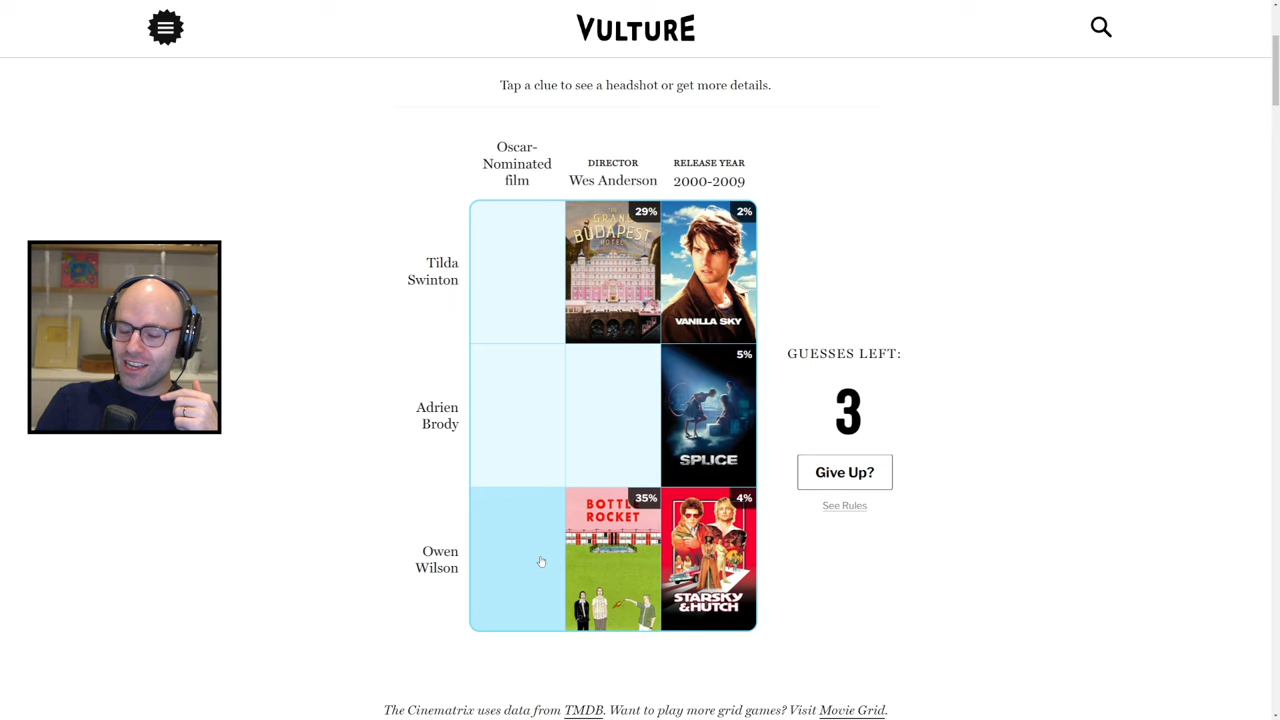 VULTURE
Tap a clue to see a headshot or get more details.
Oscar-
Nominated
film
DIRECTOR
Wes Anderson
RELEASE YEAR
2000-2009
Tilda
Swinton
29%
THE
GRAND
BUDAPEST
HOTEL
2%
VANILLA SKY
Adrien
Brody
5%
SPLICE
Owen
Wilson
35%
BOTTLE
ROCKET
4%
STARSKY
& HUTCH
GUESSES LEFT:
3
Give Up?
See Rules
The Cinematrix uses data from TMDB. Want to play more grid games? Visit Movie Grid.